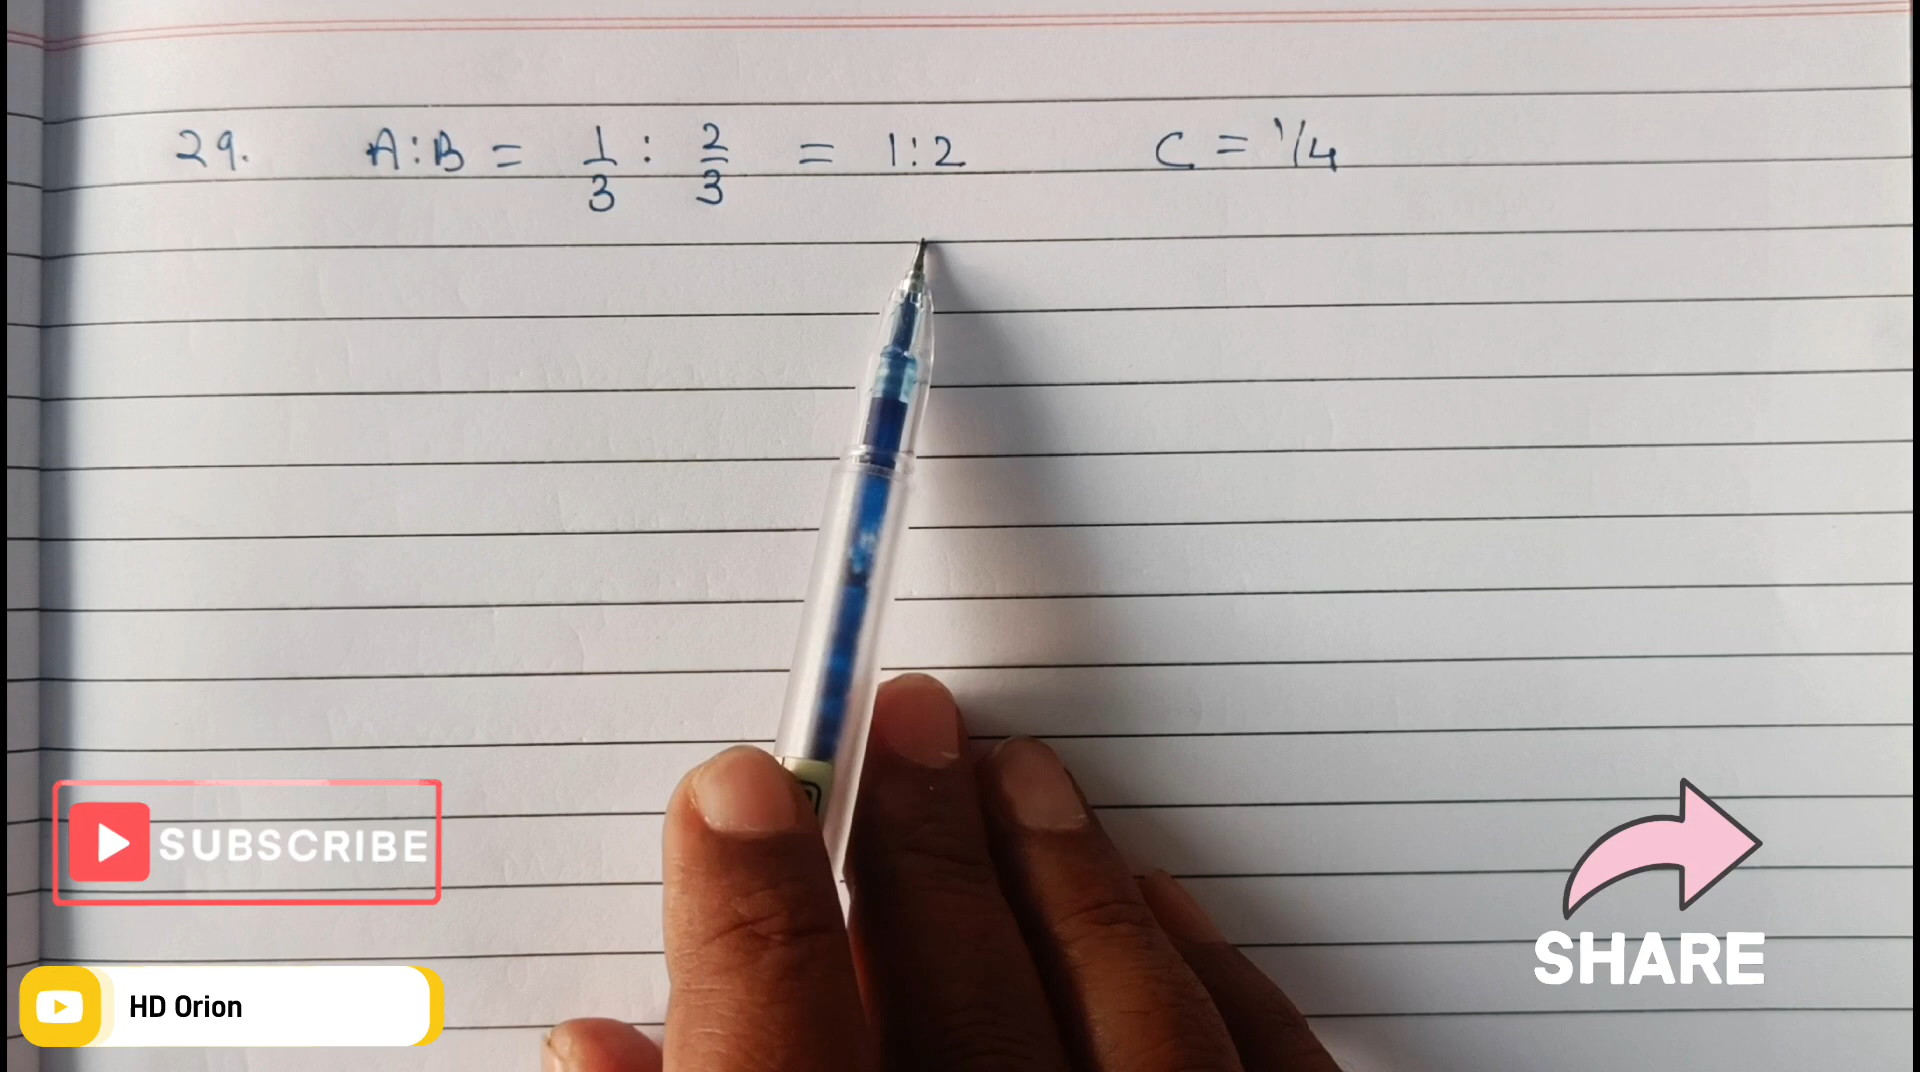 29. A:B = 1/3 : 2/3 = 1:2 C = 1/4
SUBSCRIBE
SHARE
HD Orion